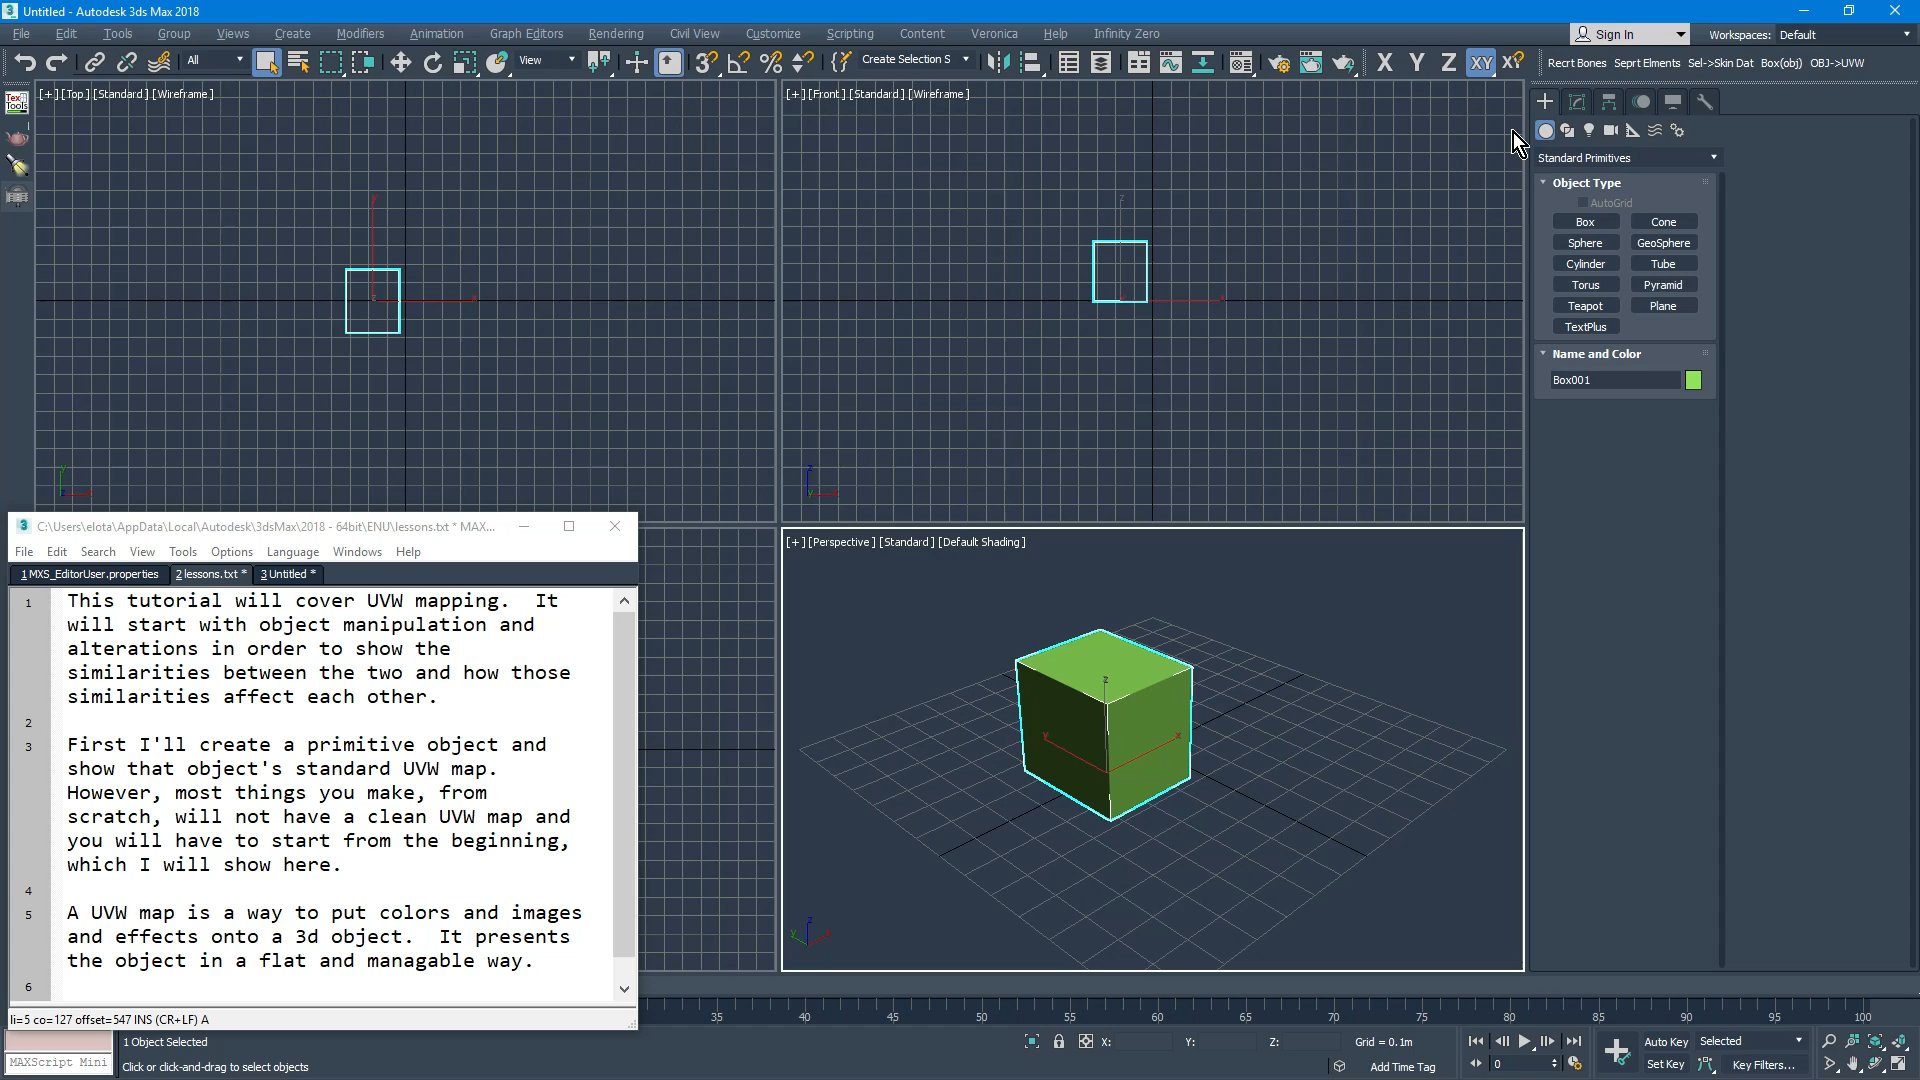 Untitled - Autodesk 3ds Max 2018
File Edit Tools Group Views Create Modifiers Animation Graph Editors Rendering Civil View Customize Scripting Content Veronica Help Infinity Zero
Sign In Workspaces: Default
All View Create Selection S X Y Z XY XY
Recrt Bones Seprt Elments Sel->Skin Dat Box(obj) OBJ->UVW
[+] [Top] [Standard] [Wireframe]
[+] [Front] [Standard] [Wireframe]
Standard Primitives
Object Type
AutoGrid
Box Cone
Sphere GeoSphere
Cylinder Tube
Torus Pyramid
Teapot Plane
TextPlus
Name and Color
Box001
C:\Users\elota\AppData\Local\Autodesk\3dsMax\2018 - 64bit\ENU\lessons.txt * MAX...
File Edit Search View Tools Options Language Windows Help
1 MXS_EditorUser.properties 2 lessons.txt * 3 Untitled *
1 This tutorial will cover UVW mapping. It
will start with object manipulation and
alterations in order to show the
similarities between the two and how those
similarities affect each other.
2
3 First I'll create a primitive object and
show that object's standard UVW map.
However, most things you make, from
scratch, will not have a clean UVW map and
you will have to start from the beginning,
which I will show here.
4
5 A UVW map is a way to put colors and images
and effects onto a 3d object. It presents
the object in a flat and managable way.
6
li=5 co=127 offset=547 INS (CR+LF) A
[+] [Perspective] [Standard] [Default Shading]
35 40 45 50 55 60 65 70 75 80 85 90 95 100
1 Object Selected
X: Y: Z: Grid = 0.1m
Auto Key Selected
MAXScript Mini
Click or click-and-drag to select objects
Add Time Tag
0
Set Key Key Filters...